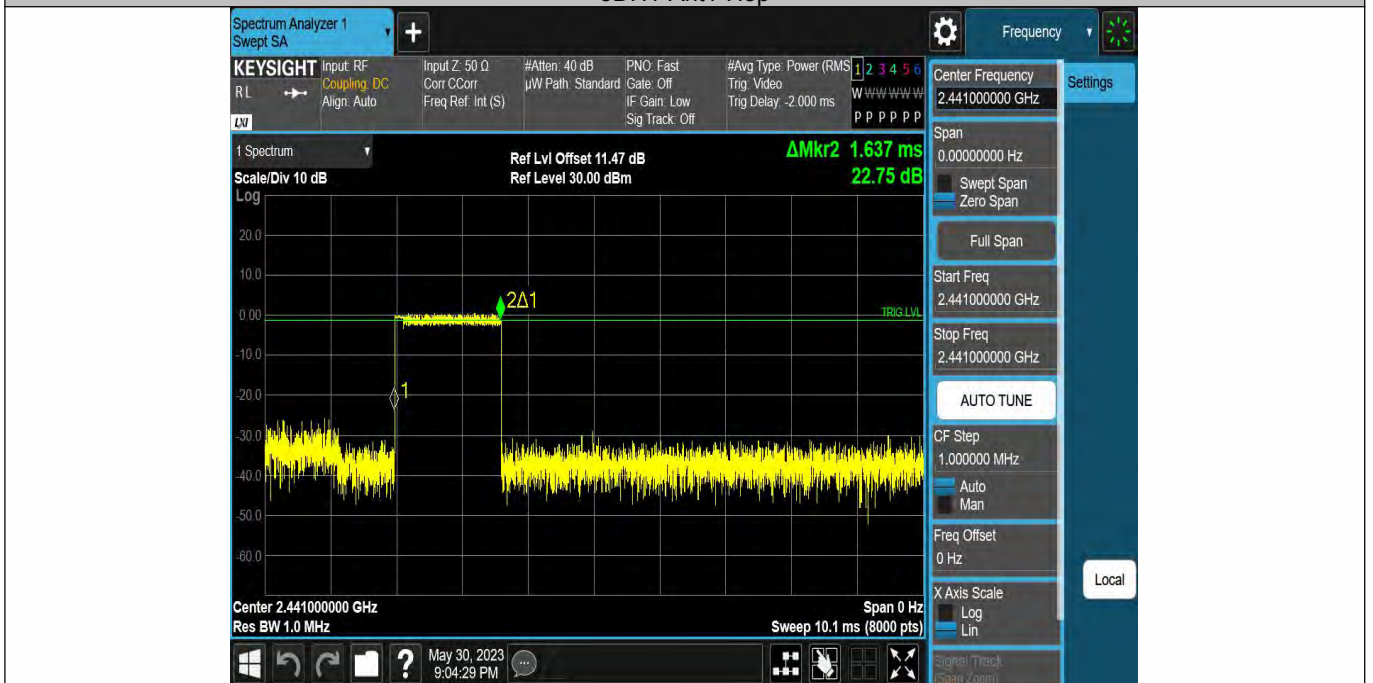 Spectrum Analyzer 1
Swept SA
+
Frequency
KEYSIGHT
RL
LXI
Input: RF
Coupling: DC
Align: Auto
Input Z: 50 Ω
Corr CCorr
Freq Ref: Int (S)
#Atten: 40 dB
µW Path: Standard
PNO: Fast
Gate: Off
IF Gain: Low
Sig Track: Off
#Avg Type: Power (RMS
Trig: Video
Trig Delay: -2.000 ms
1 2 3 4 5 6
W W W W W W
P P P P P P
1 Spectrum
Scale/Div 10 dB
Log
Ref Lvl Offset 11.47 dB
Ref Level 30.00 dBm
ΔMkr2 1.637 ms
22.75 dB
20.0
10.0
0.00
-10.0
-20.0
-30.0
-40.0
-50.0
-60.0
2Δ1
1
TRIG LVL
Center 2.441000000 GHz
Res BW 1.0 MHz
Span 0 Hz
Sweep 10.1 ms (8000 pts)
Center Frequency
2.441000000 GHz
Settings
Span
0.00000000 Hz
Swept Span
Zero Span
Full Span
Start Freq
2.441000000 GHz
Stop Freq
2.441000000 GHz
AUTO TUNE
CF Step
1.000000 MHz
Auto
Man
Freq Offset
0 Hz
X Axis Scale
Log
Lin
Signal Track
(Span Zoom)
Local
?
May 30, 2023
9:04:29 PM